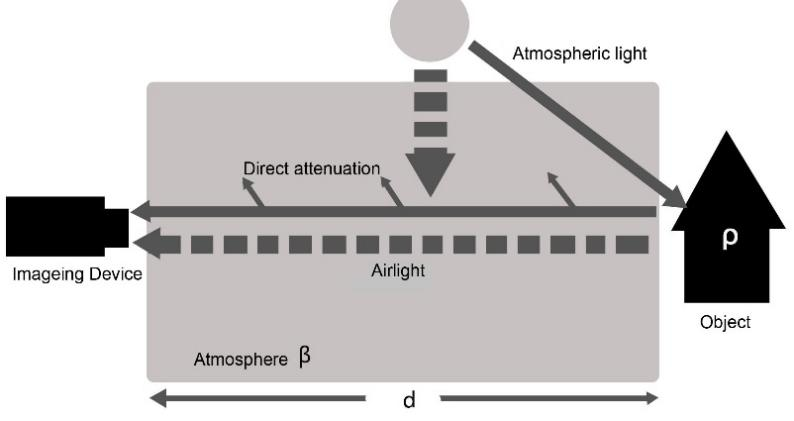 Atmospheric light
Direct attenuation
ρ
Imageing Device
Airlight
Object
Atmosphere β
d